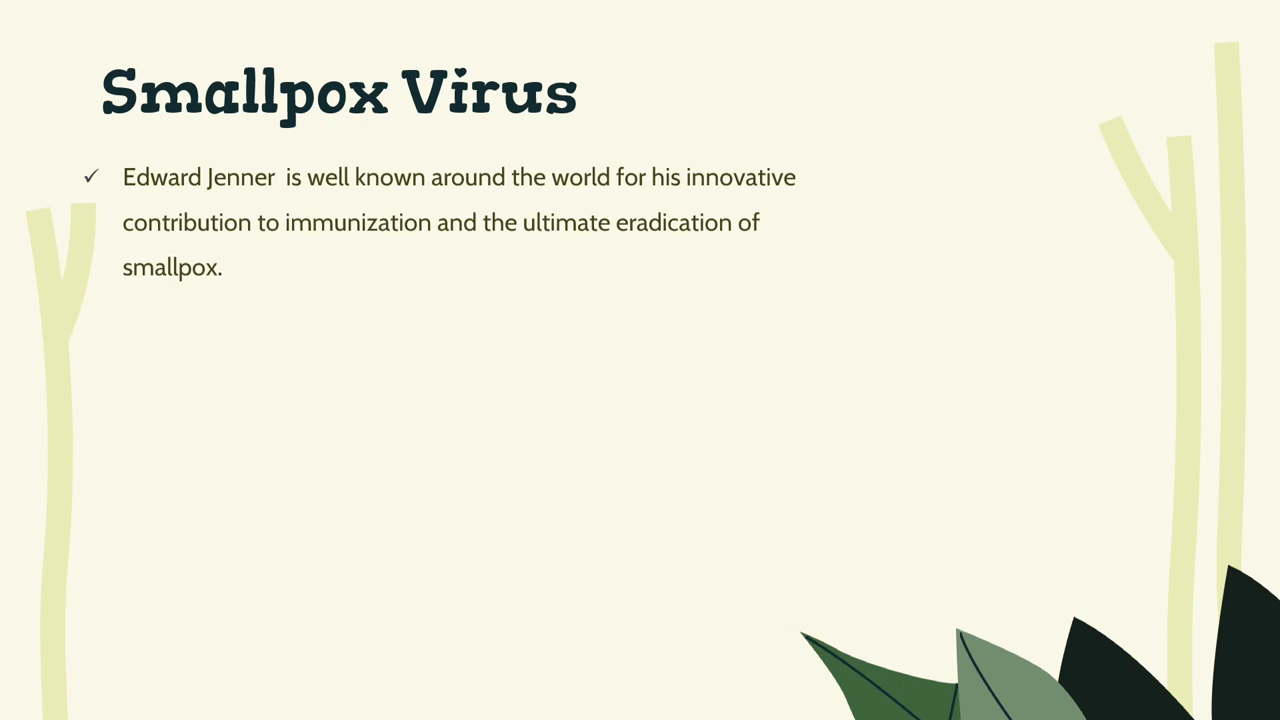 Smallpox Virus
✓ Edward Jenner  is well known around the world for his innovative
contribution to immunization and the ultimate eradication of
smallpox.